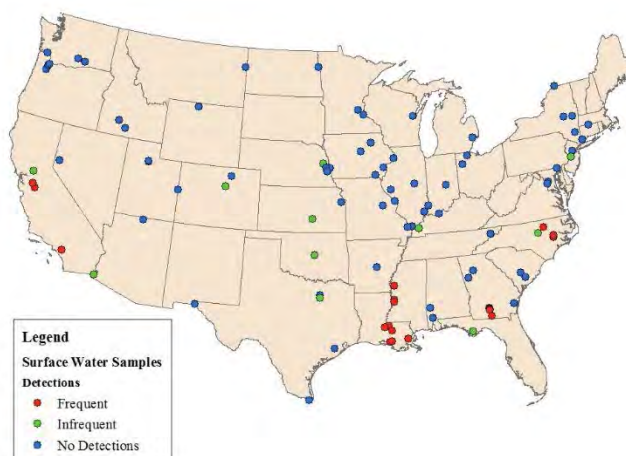 Legend
Surface Water Samples
Detections
Frequent
Infrequent
No Detections